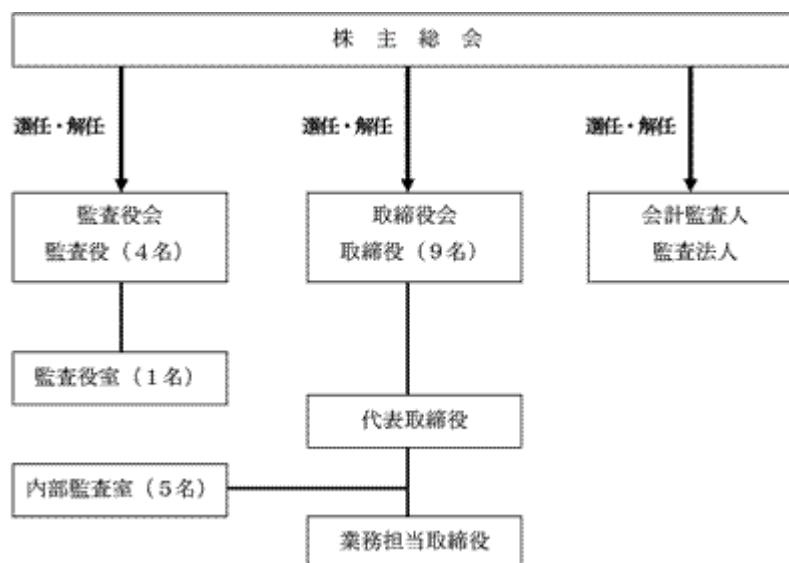 株 主 総 会
選任・解任
選任・解任
選任・解任
監査役会
監査役（４名）
取締役会
取締役（９名）
会計監査人
監査法人
監査役室（１名）
代表取締役
内部監査室（５名）
業務担当取締役